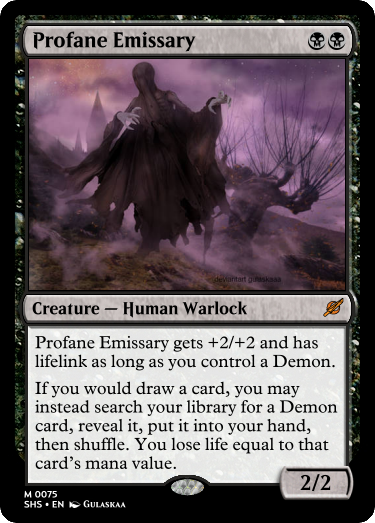 Profane Emissary
deviantart gulaskaaa
Creature — Human Warlock
Profane Emissary gets +2/+2 and has
lifelink as long as you control a Demon.
If you would draw a card, you may
instead search your library for a Demon
card, reveal it, put it into your hand,
then shuffle. You lose life equal to that
card's mana value.
2/2
M 0075
SHS • EN Gulaskaa